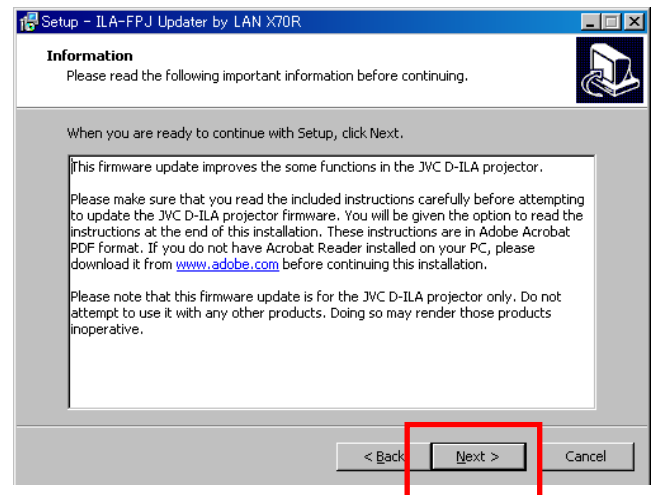 Setup - ILA-FPJ Updater by LAN X70R
Information
Please read the following important information before continuing.
When you are ready to continue with Setup, click Next.
This firmware update improves the some functions in the JVC D-ILA projector.
Please make sure that you read the included instructions carefully before attempting
to update the JVC D-ILA projector firmware. You will be given the option to read the
instructions at the end of this installation. These instructions are in Adobe Acrobat
PDF format. If you do not have Acrobat Reader installed on your PC, please
download it from www.adobe.com before continuing this installation.
Please note that this firmware update is for the JVC D-ILA projector only. Do not
attempt to use it with any other products. Doing so may render those products
inoperative.
< Back Next > Cancel